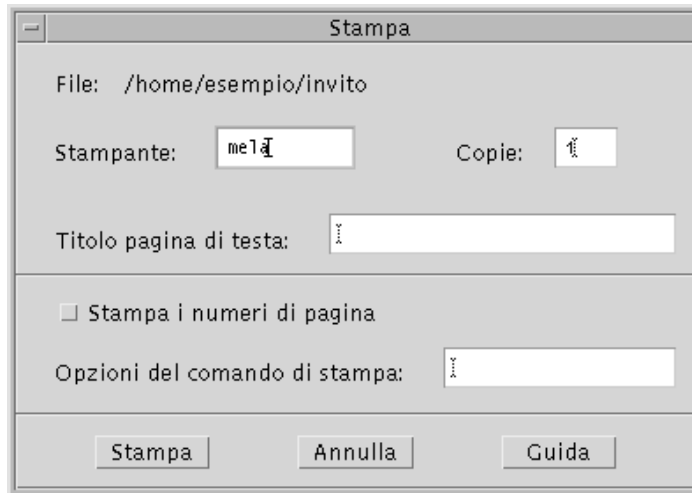 Stampa
File: /home/esempio/invito
Stampante: mela Copie: 1
Titolo pagina di testa:
Stampa i numeri di pagina
Opzioni del comando di stampa:
Stampa Annulla Guida